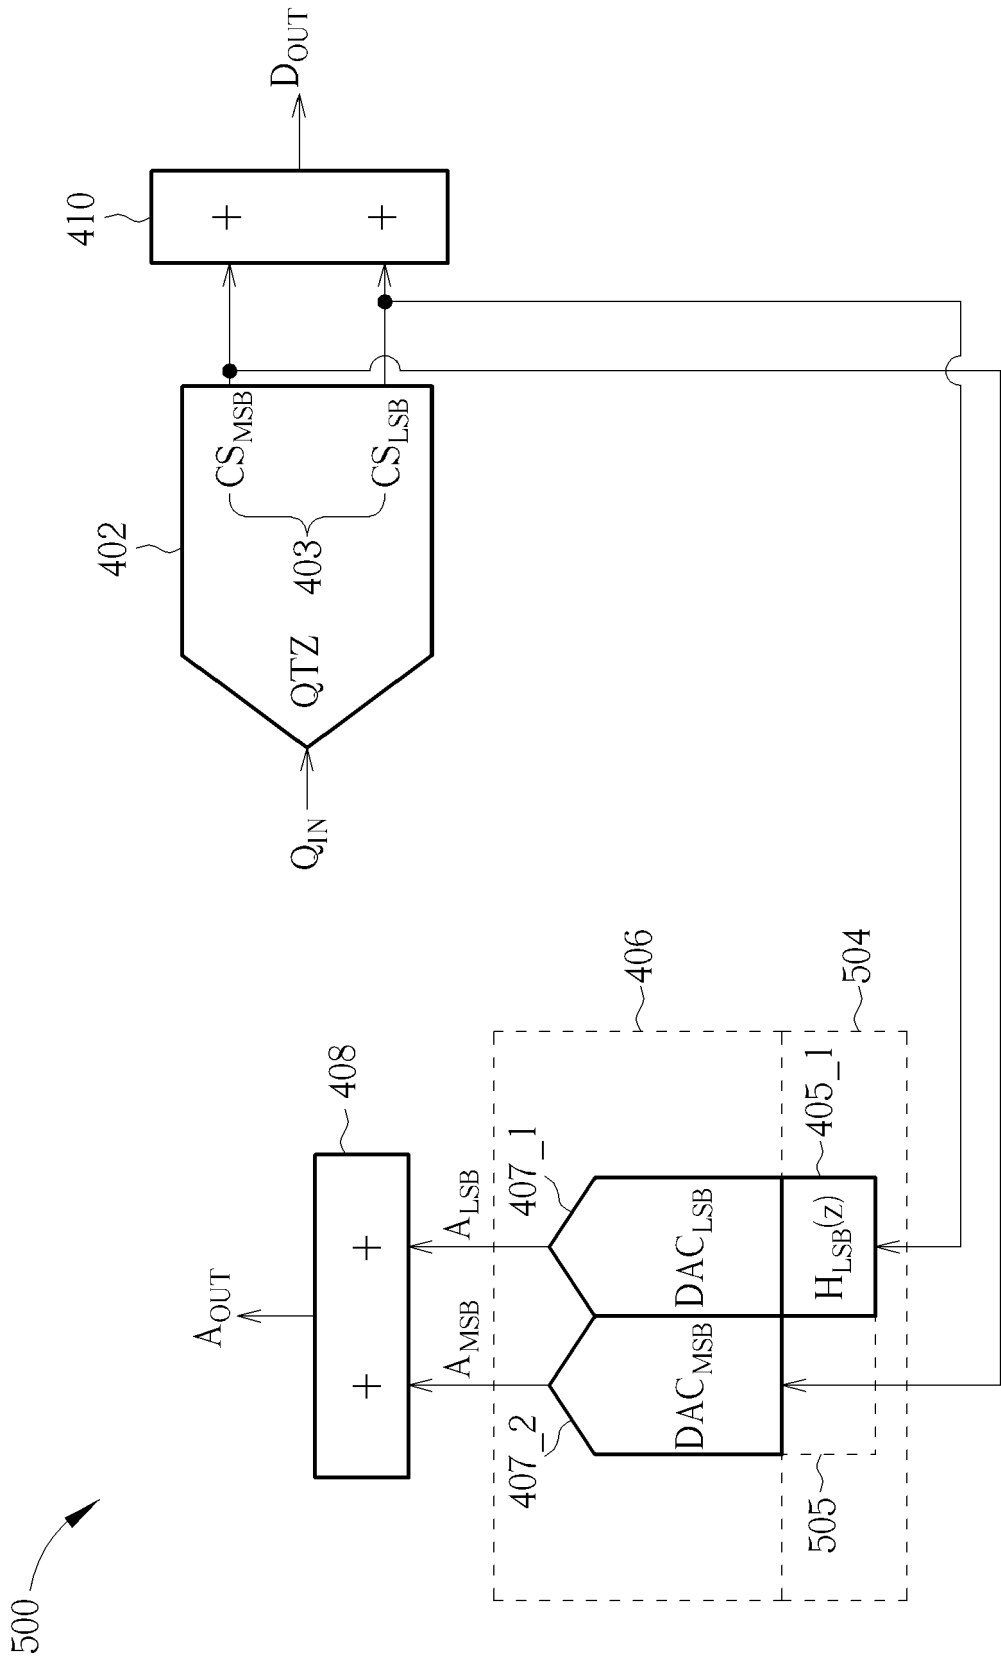 500
A_OUT
408
+
+
A_MSB
A_LSB
407_2
407_1
406
DAC_MSB
DAC_LSB
505
H_LSB(z)
405_1
504
Q_IN
QTZ
402
403
CS_MSB
CS_LSB
410
+
+
D_OUT